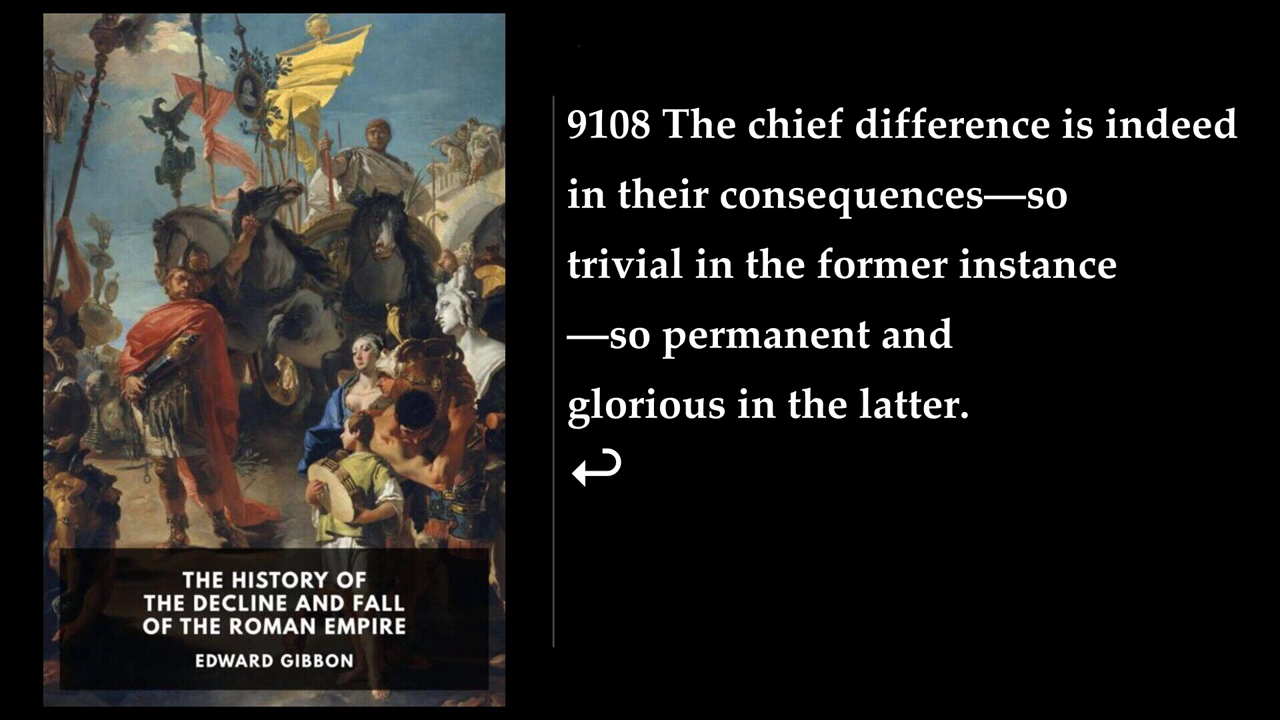 THE HISTORY OF
THE DECLINE AND FALL
OF THE ROMAN EMPIRE
EDWARD GIBBON
9108 The chief difference is indeed
in their consequences—so
trivial in the former instance
—so permanent and
glorious in the latter.
↩